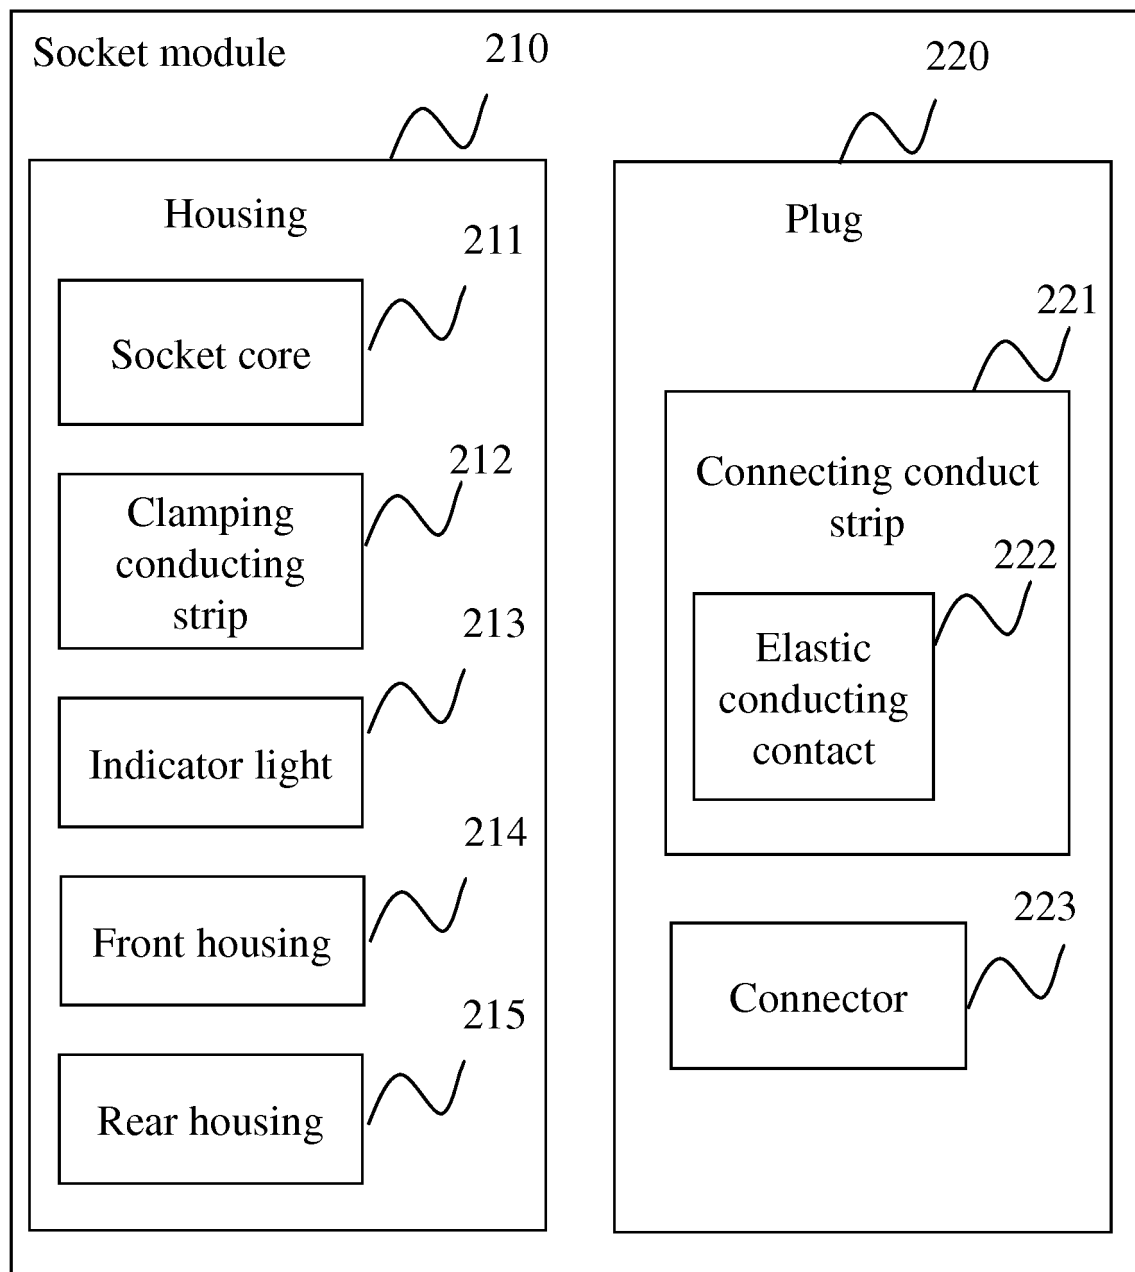 Socket module
210
220
Housing
211
Socket core
212
Clamping
conducting
strip
213
Indicator light
214
Front housing
215
Rear housing
Plug
221
Connecting conduct
strip
222
Elastic
conducting
contact
223
Connector